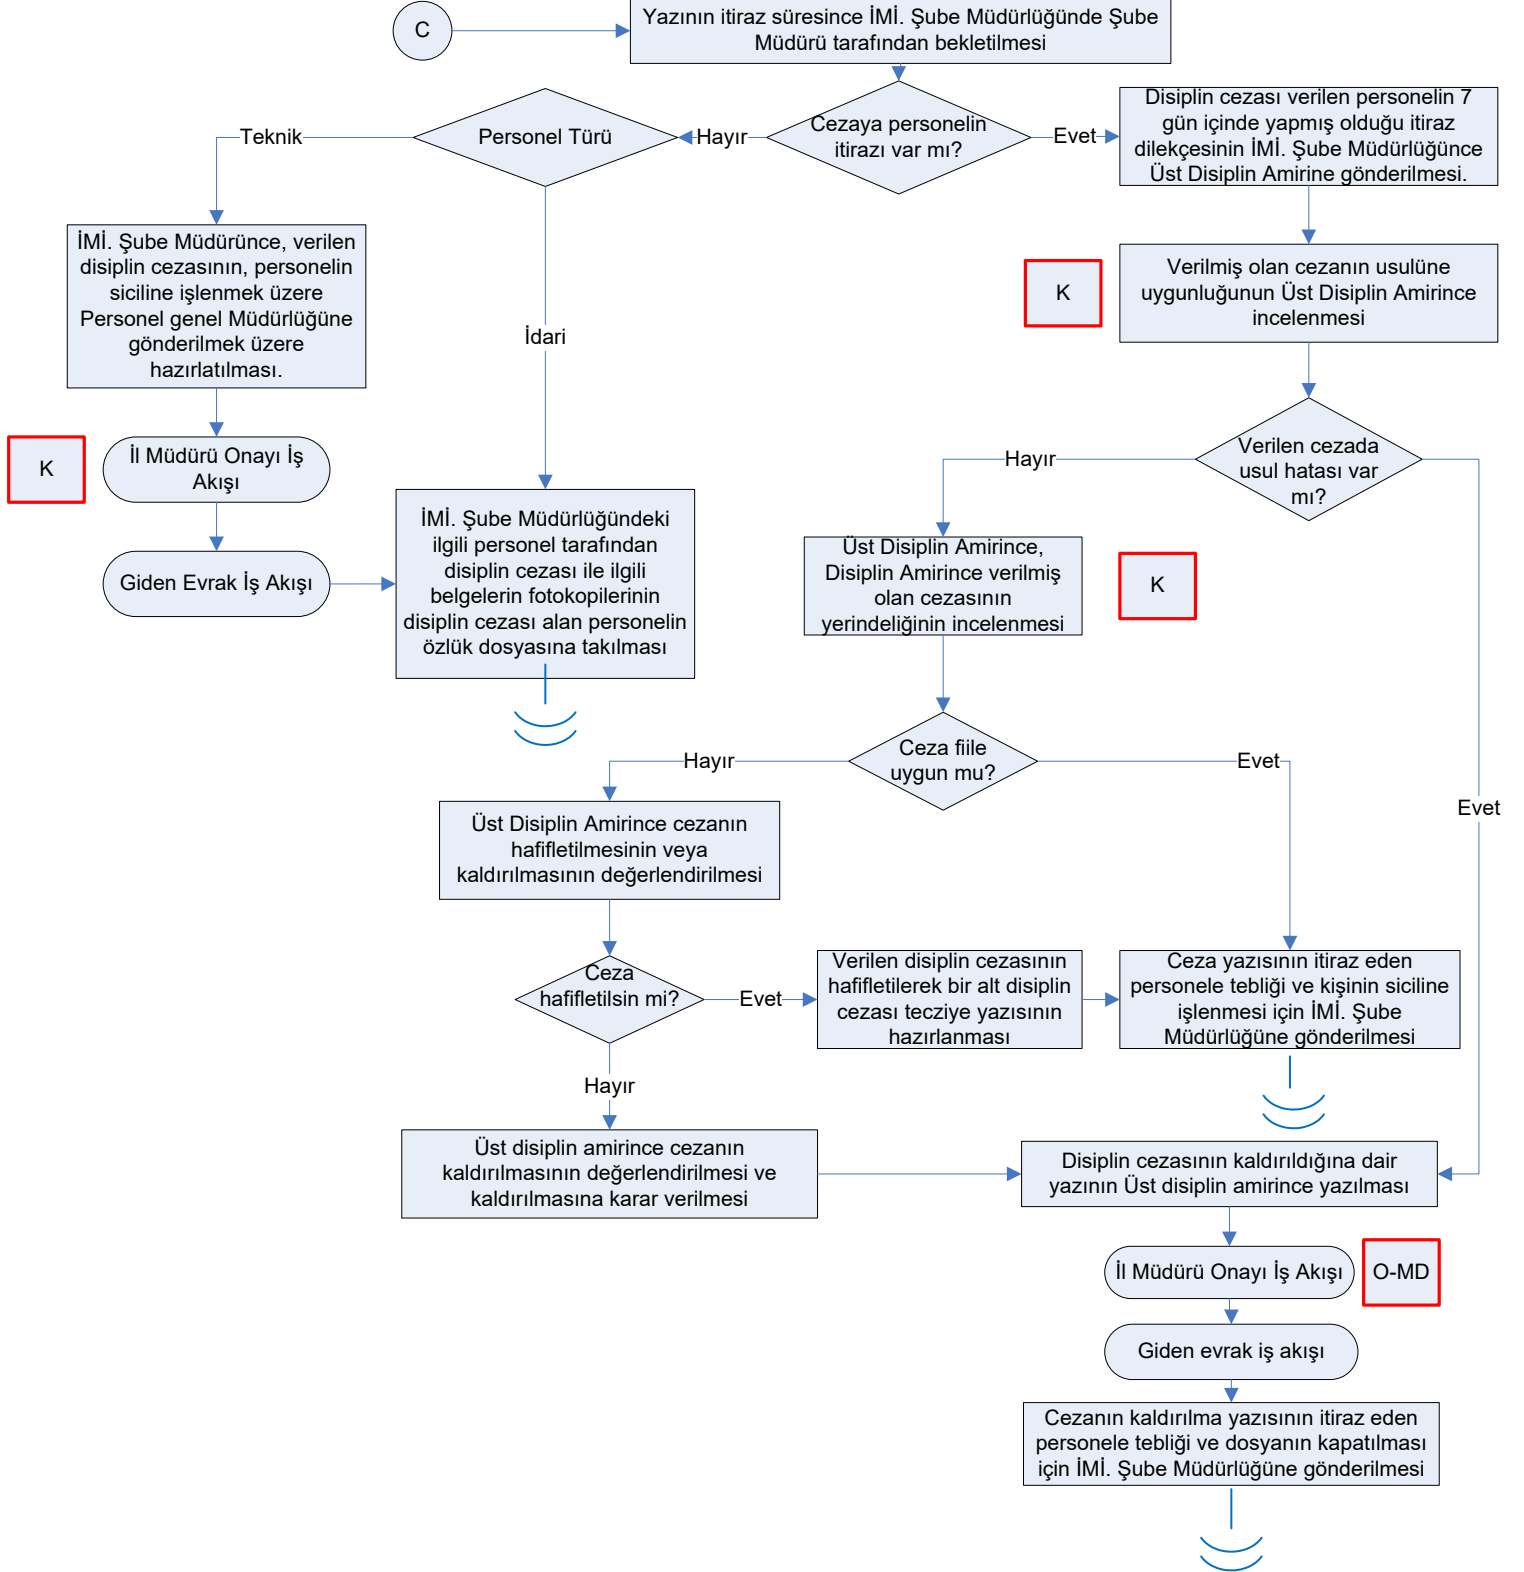 C
Yazının itiraz süresince İMİ. Şube Müdürlüğünde Şube
Müdürü tarafından bekletilmesi
Teknik
Personel Türü
Hayır
Cezaya personelin
itirazı var mı?
Evet
Disiplin cezası verilen personelin 7
gün içinde yapmış olduğu itiraz
dilekçesinin İMİ. Şube Müdürlüğünce
Üst Disiplin Amirine gönderilmesi.
İMİ. Şube Müdürünce, verilen
disiplin cezasının, personelin
siciline işlenmek üzere
Personel genel Müdürlüğüne
gönderilmek üzere
hazırlatılması.
İdari
K
Verilmiş olan cezanın usulüne
uygunluğunun Üst Disiplin Amirince
incelenmesi
K
İl Müdürü Onayı İş
Akışı
Hayır
Verilen cezada
usul hatası var
mı?
Giden Evrak İş Akışı
İMİ. Şube Müdürlüğündeki
ilgili personel tarafından
disiplin cezası ile ilgili
belgelerin fotokopilerinin
disiplin cezası alan personelin
özlük dosyasına takılması
Üst Disiplin Amirince,
Disiplin Amirince verilmiş
olan cezasının
yerindeliğinin incelenmesi
K
Hayır
Ceza fiile
uygun mu?
Evet
Evet
Üst Disiplin Amirince cezanın
hafifletilmesinin veya
kaldırılmasının değerlendirilmesi
Ceza
hafifletilsin mi?
Evet
Verilen disiplin cezasının
hafifletilerek bir alt disiplin
cezası tecziye yazısının
hazırlanması
Ceza yazısının itiraz eden
personele tebliği ve kişinin siciline
işlenmesi için İMİ. Şube
Müdürlüğüne gönderilmesi
Hayır
Üst disiplin amirince cezanın
kaldırılmasının değerlendirilmesi ve
kaldırılmasına karar verilmesi
Disiplin cezasının kaldırıldığına dair
yazının Üst disiplin amirince yazılması
İl Müdürü Onayı İş Akışı
O-MD
Giden evrak iş akışı
Cezanın kaldırılma yazısının itiraz eden
personele tebliği ve dosyanın kapatılması
için İMİ. Şube Müdürlüğüne gönderilmesi